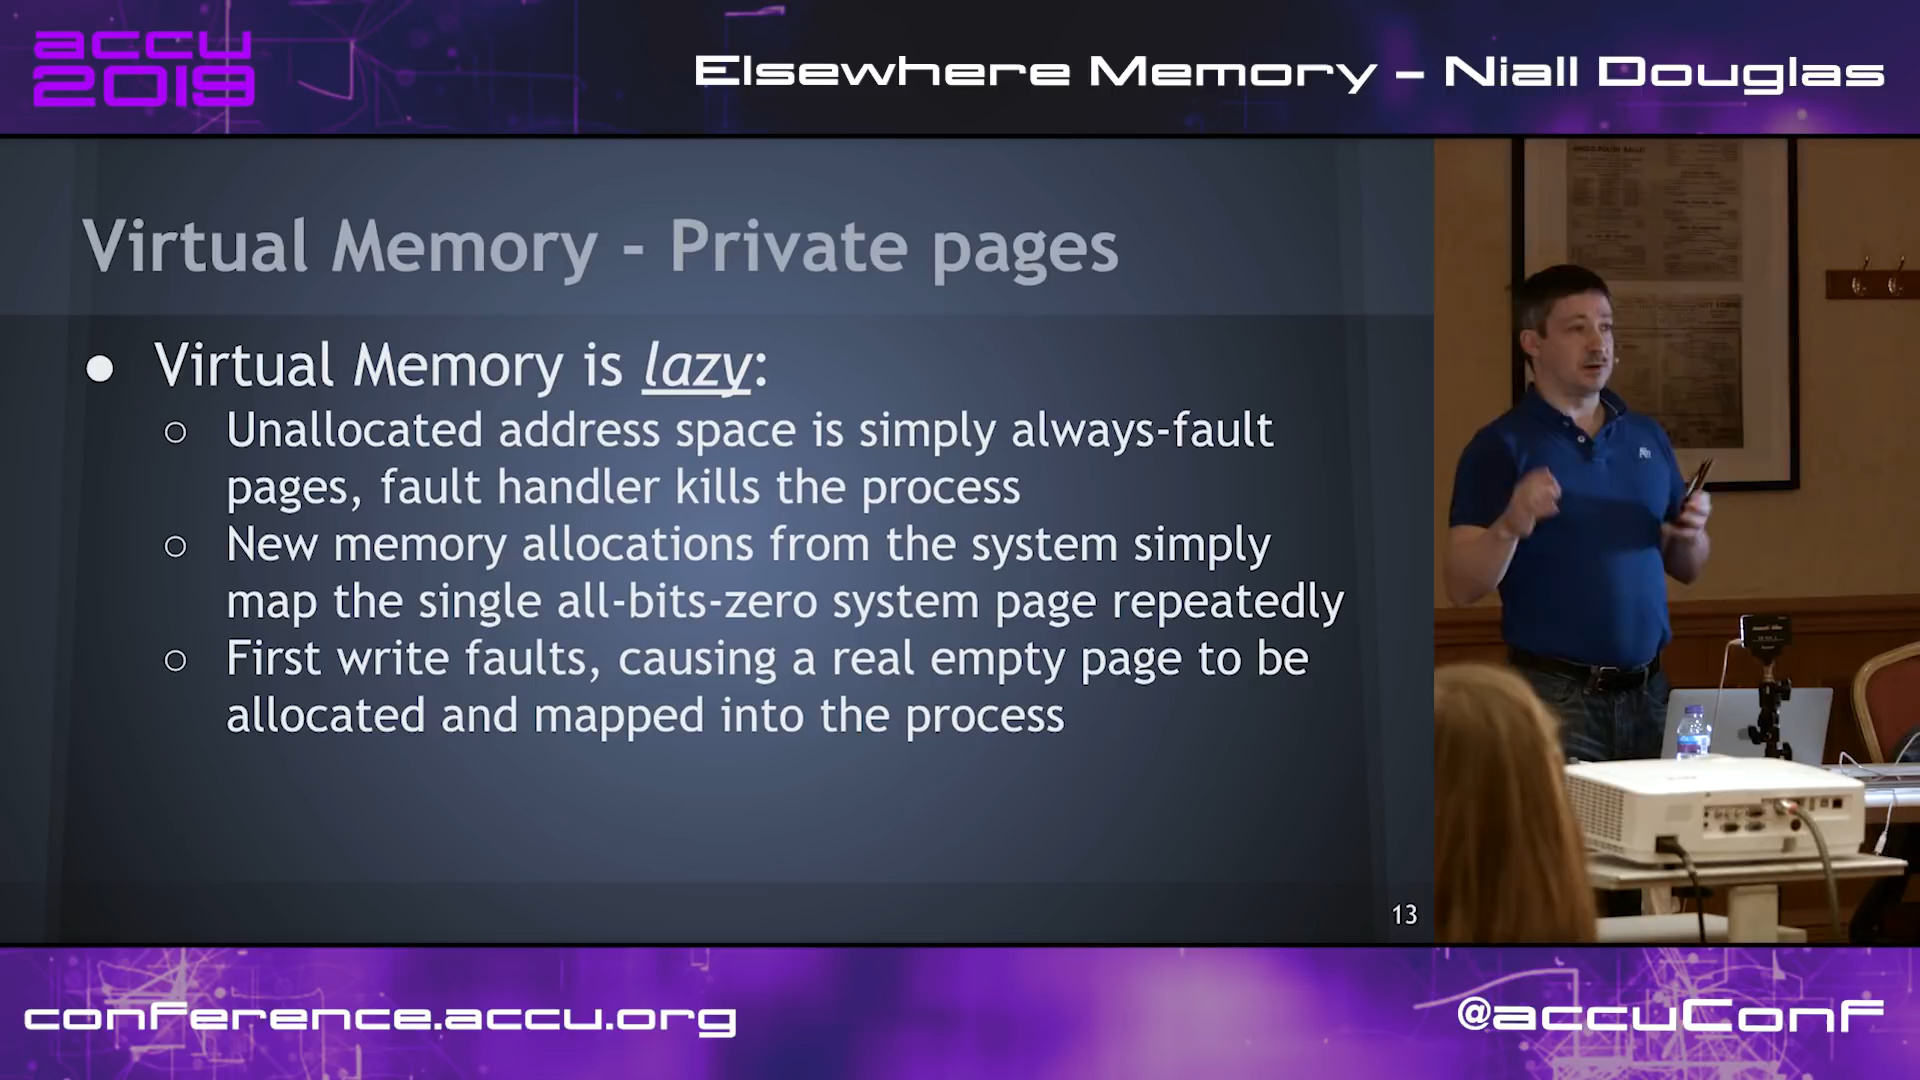 accu
2019
Elsewhere Memory – Niall Douglas
Virtual Memory - Private pages
● Virtual Memory is lazy:
○ Unallocated address space is simply always-fault
pages, fault handler kills the process
○ New memory allocations from the system simply
map the single all-bits-zero system page repeatedly
○ First write faults, causing a real empty page to be
allocated and mapped into the process
13
conference.accu.org
@accuConf